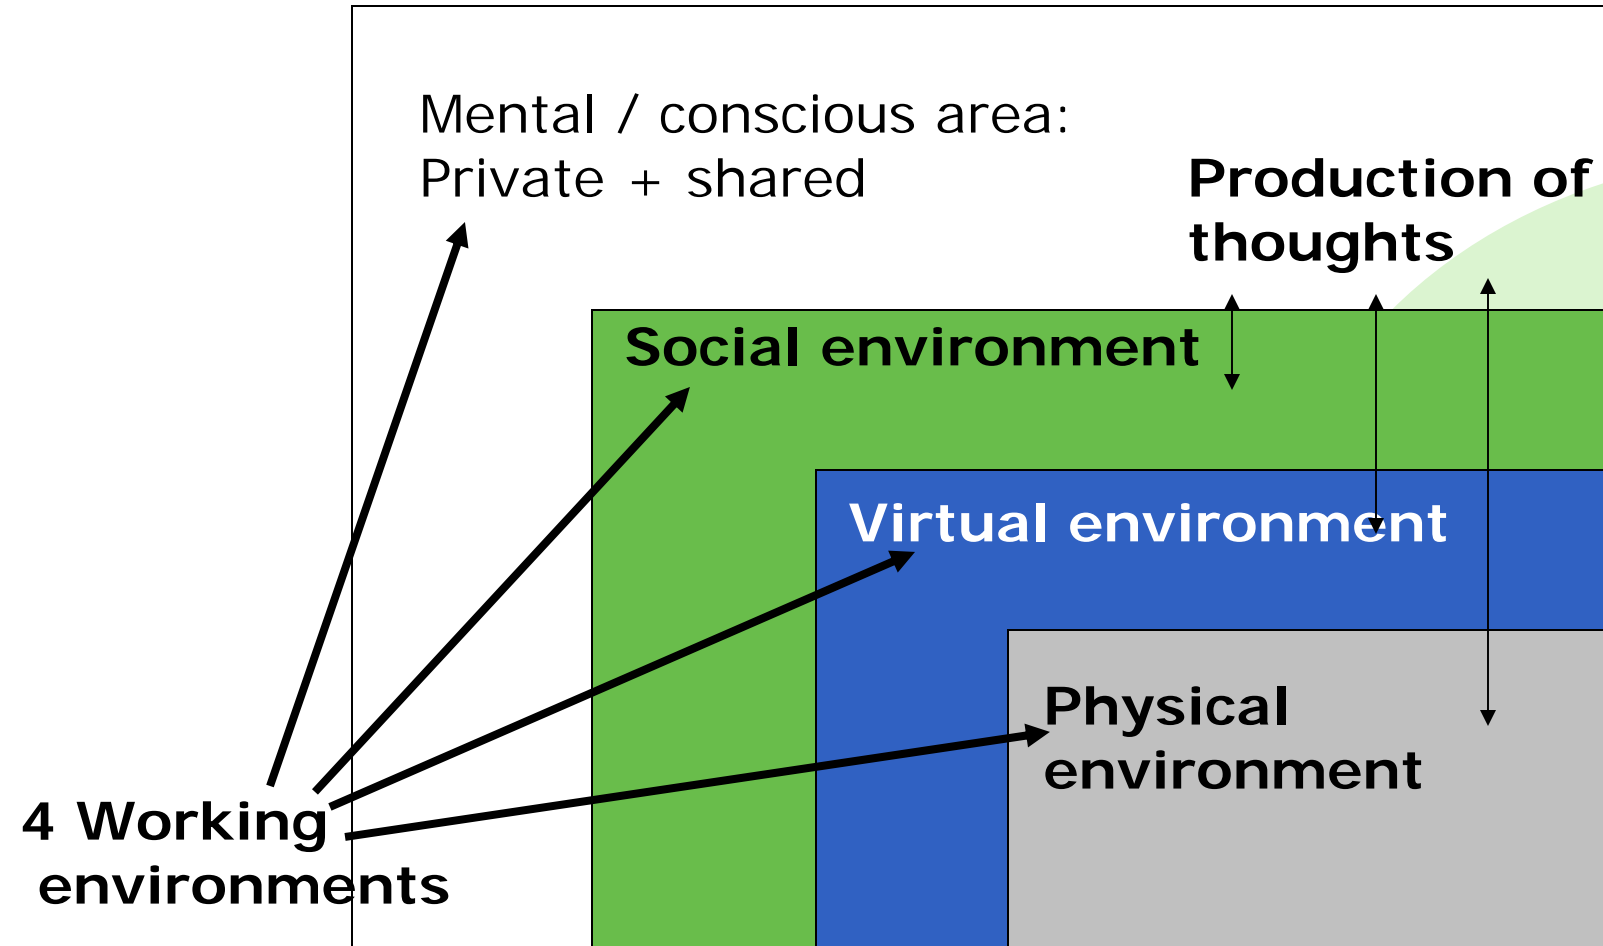 Mental / conscious area:
Private + shared
Production of
thoughts
Social environment
Virtual environment
Physical
environment
4 Working
environments